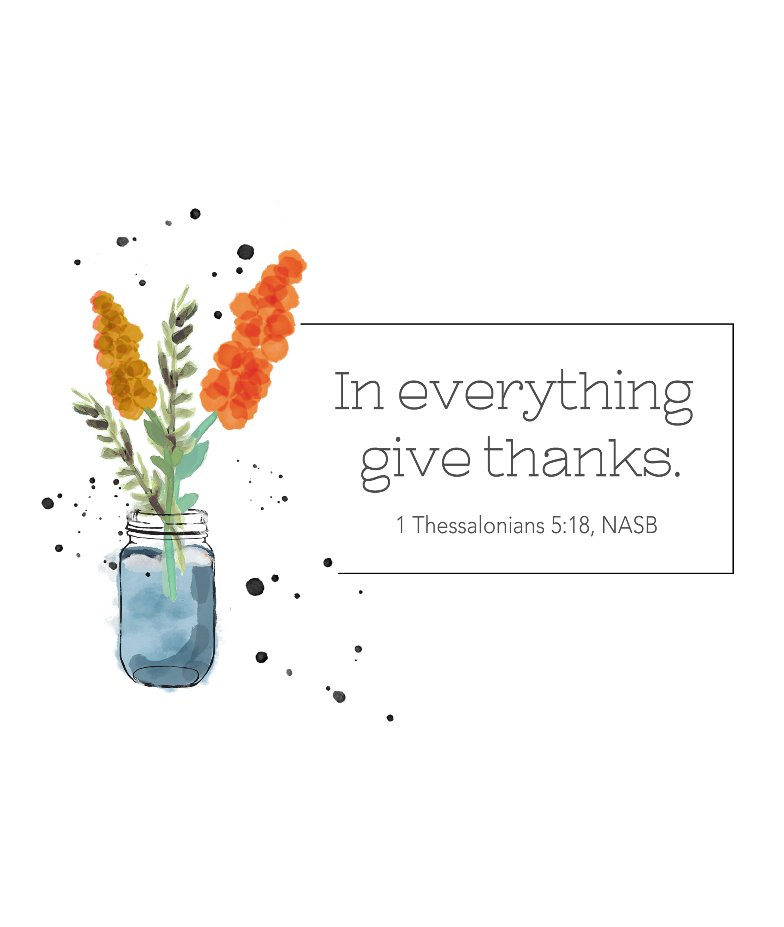 In everything
give thanks.
1 Thessalonians 5:18, NASB